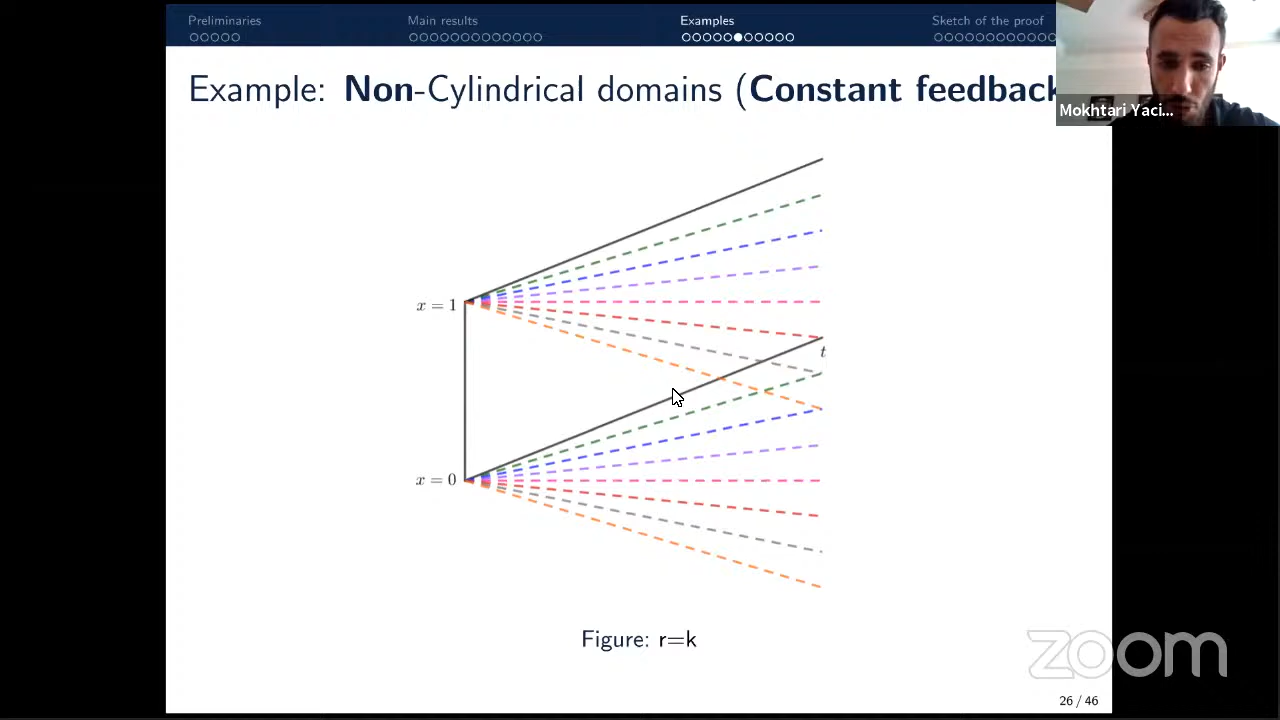 Preliminaries
Main results
Examples
Sketch of the proof
Example: Non-Cylindrical domains (Constant feedback
Mokhtari Yaci...
x = 1
t
x = 0
Figure: r=k
zoom
26 / 46